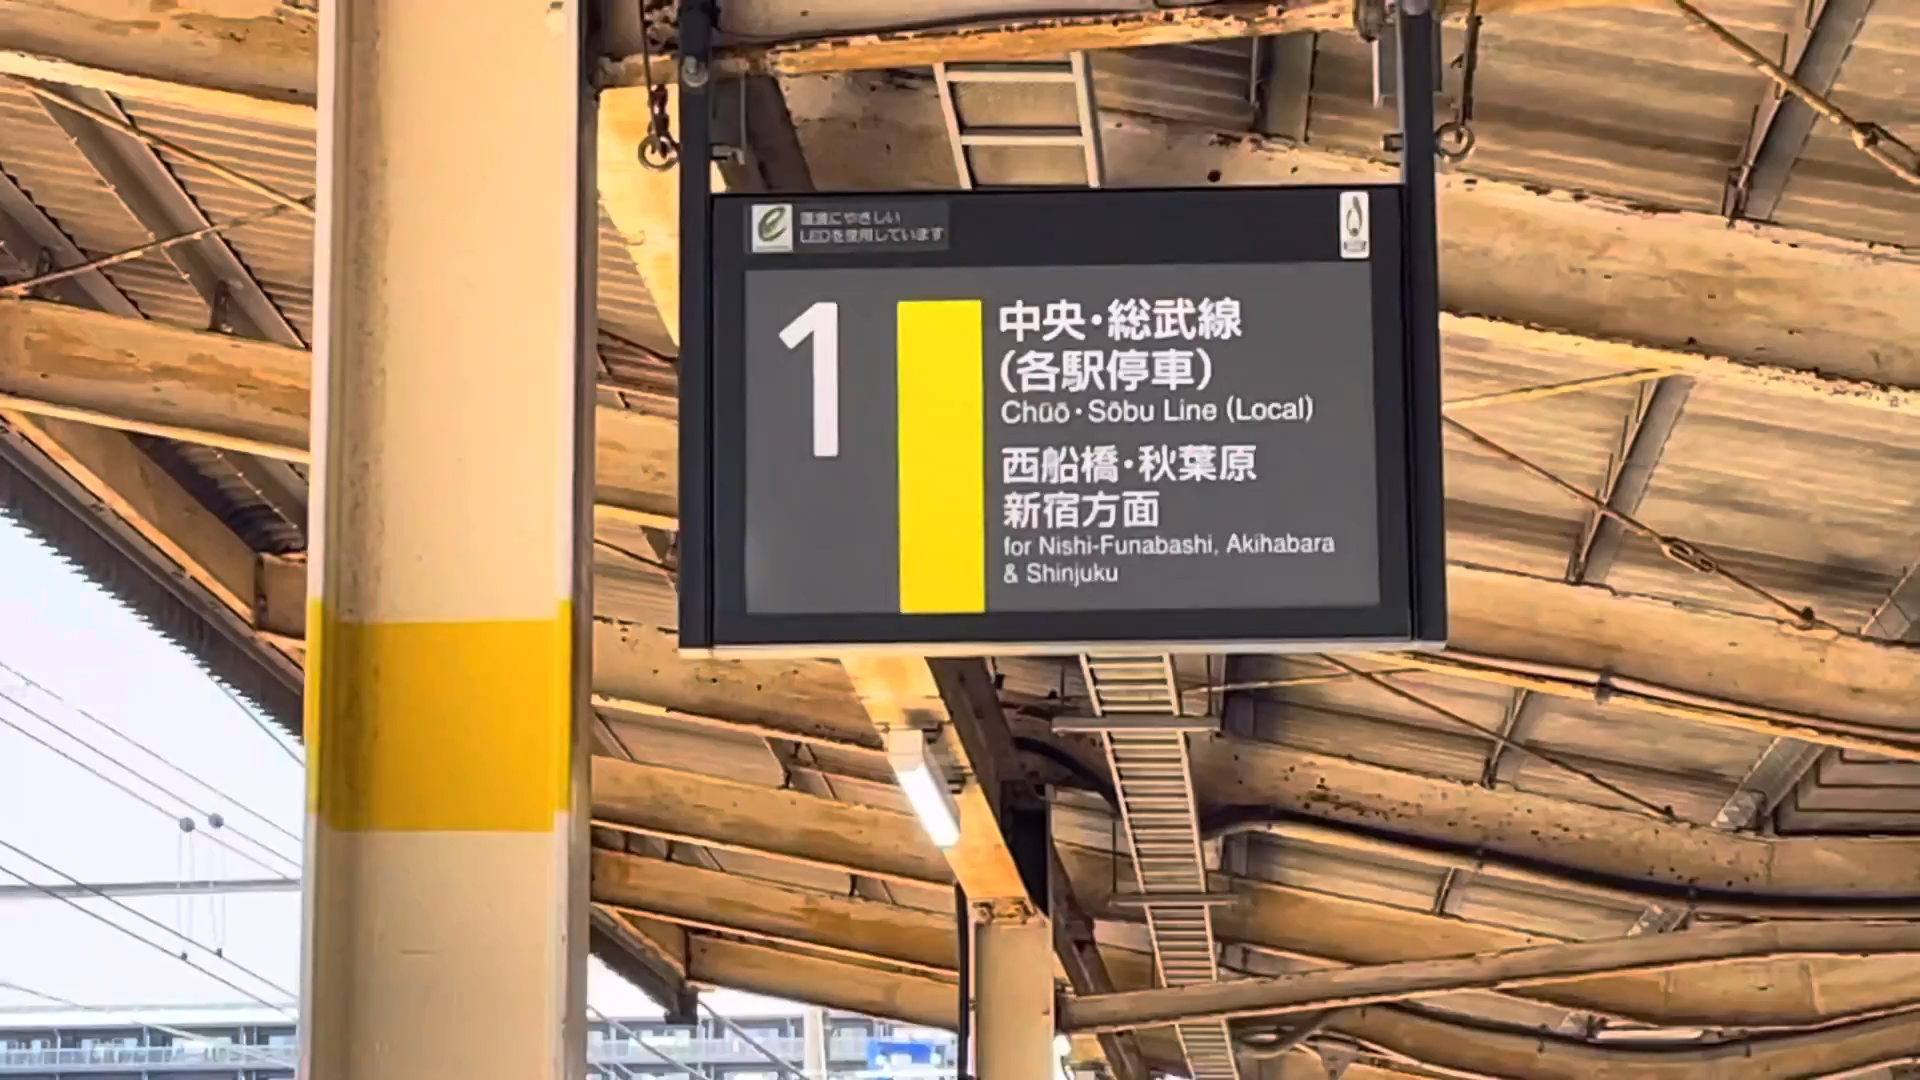 環境にやさしい
LEDを使用しています
1
中央・総武線
(各駅停車)
Chūō・Sōbu Line (Local)
西船橋・秋葉原
新宿方面
for Nishi-Funabashi, Akihabara
& Shinjuku